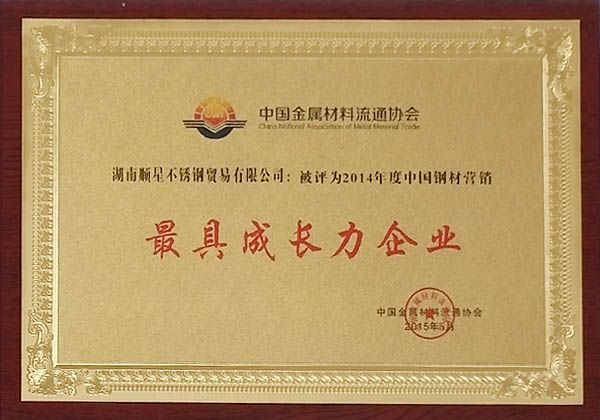 中国金属材料流通协会
China National Association of Metal Material Trade
湖南顺星不锈钢贸易有限公司：被评为2014年度中国钢材营销
最具成长力企业
中国金属材料流通协会
2015年5月